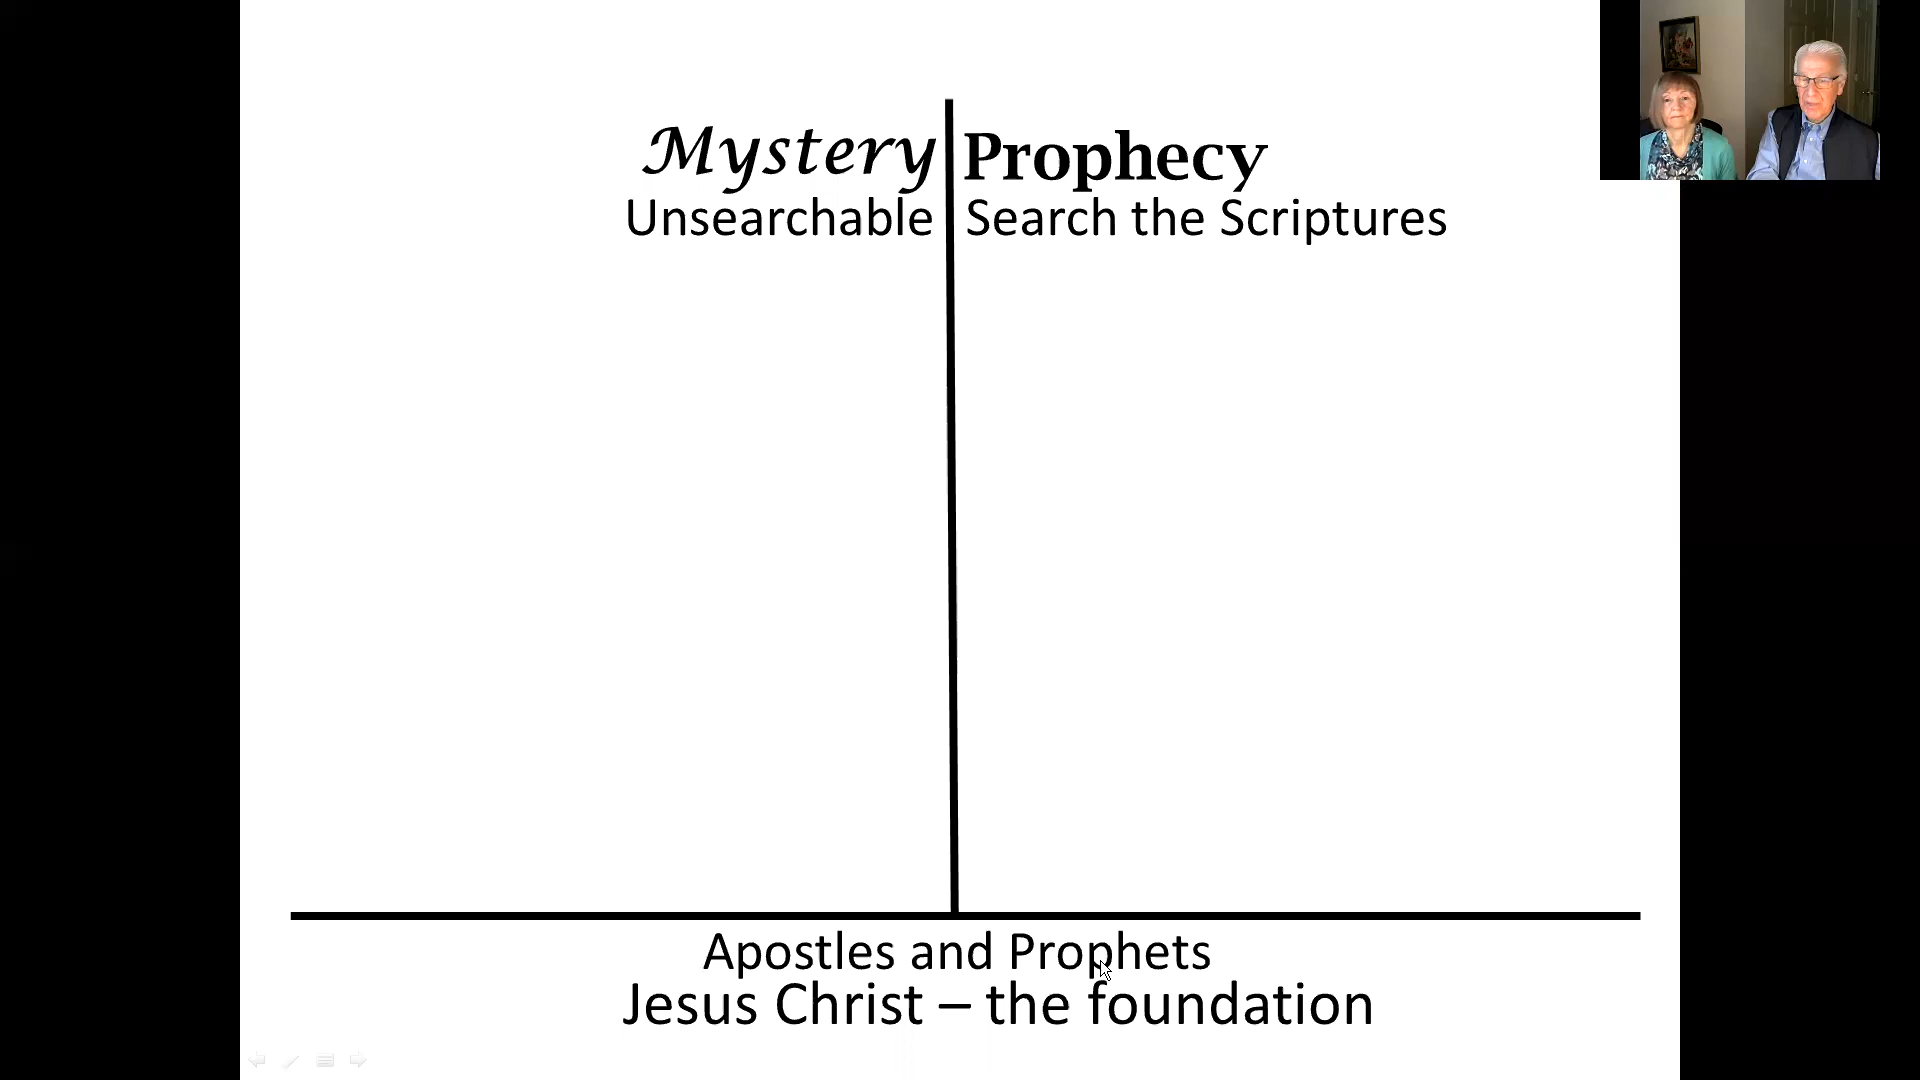 Mystery Prophecy
Unsearchable Search the Scriptures
Apostles and Prophets
Jesus Christ – the foundation